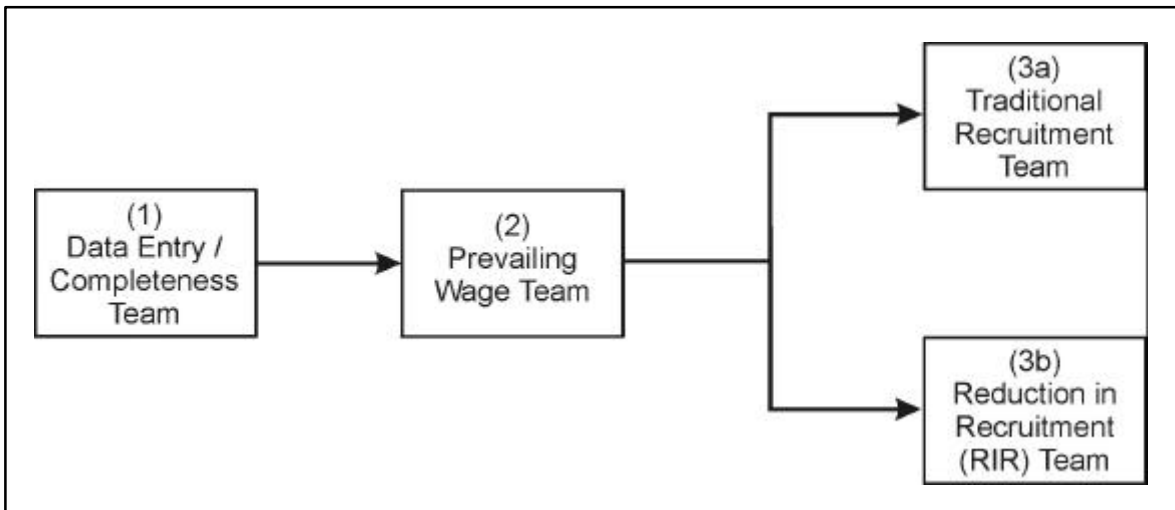 (1)
Data Entry /
Completeness
Team
(2)
Prevailing
Wage Team
(3a)
Traditional
Recruitment
Team
(3b)
Reduction in
Recruitment
(RIR) Team